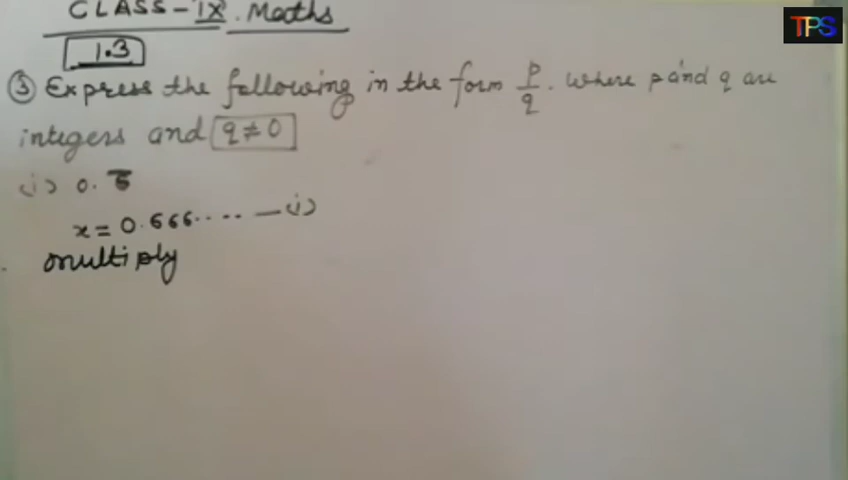 CLASS - IX. Maths
TPS
1.3
③ Express the following in the form p/q. where p and q are
integers and q ≠ 0
(i) 0.6̅
x = 0.666.... — (i)
multiply